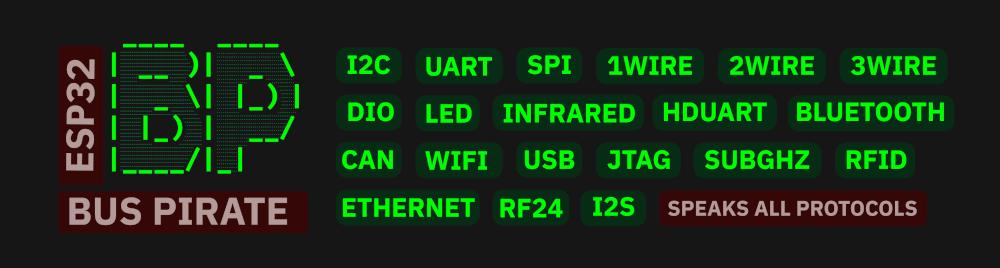 ESP32
BP
BUS PIRATE
I2C UART SPI 1WIRE 2WIRE 3WIRE
DIO LED INFRARED HDUART BLUETOOTH
CAN WIFI USB JTAG SUBGHZ RFID
ETHERNET RF24 I2S SPEAKS ALL PROTOCOLS